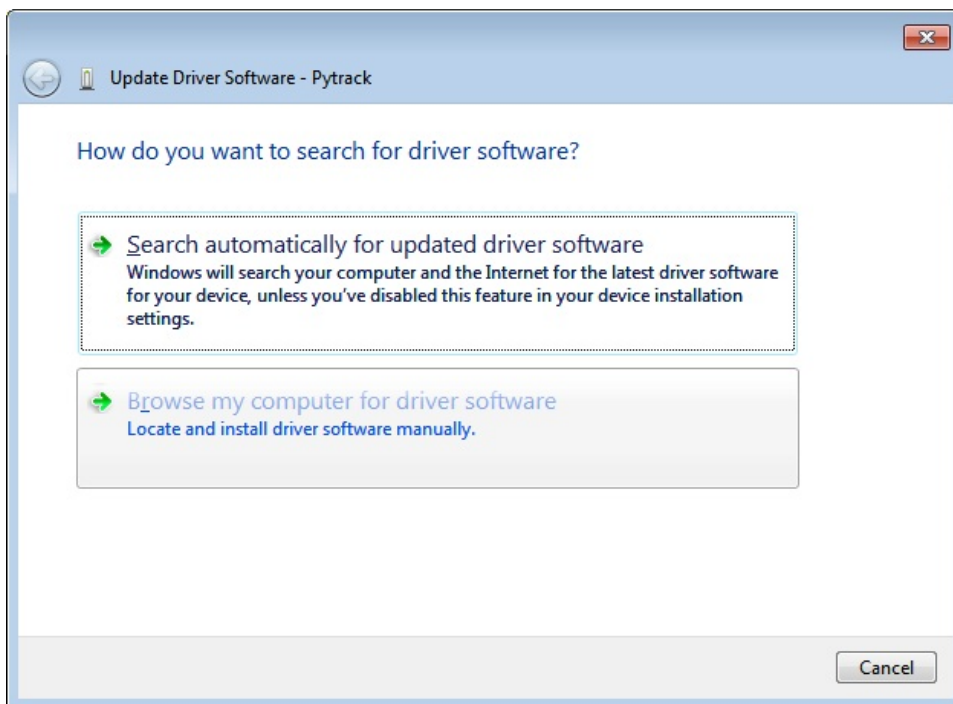 Update Driver Software - Pytrack
How do you want to search for driver software?
Search automatically for updated driver software
Windows will search your computer and the Internet for the latest driver software
for your device, unless you've disabled this feature in your device installation
settings.
Browse my computer for driver software
Locate and install driver software manually.
Cancel